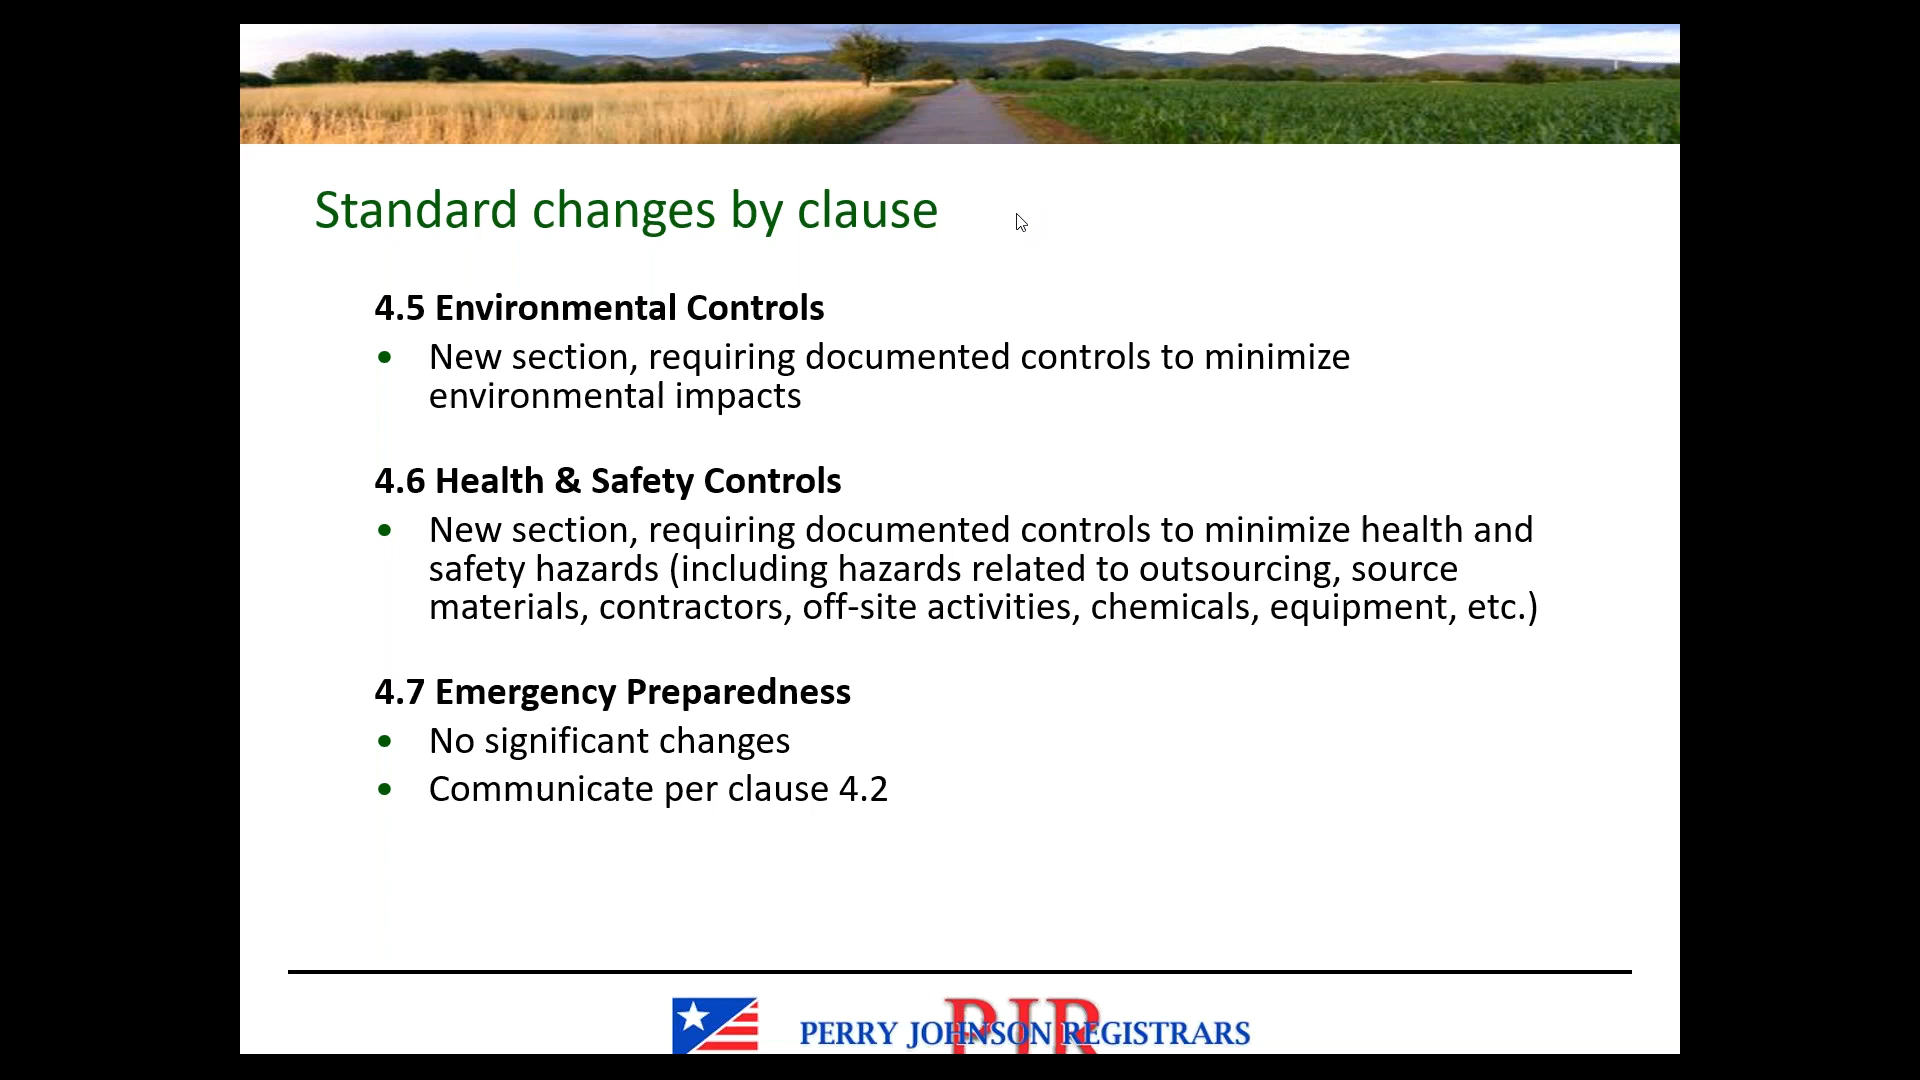 Standard changes by clause
4.5 Environmental Controls
• New section, requiring documented controls to minimize
environmental impacts
4.6 Health & Safety Controls
• New section, requiring documented controls to minimize health and
safety hazards (including hazards related to outsourcing, source
materials, contractors, off-site activities, chemicals, equipment, etc.)
4.7 Emergency Preparedness
• No significant changes
• Communicate per clause 4.2
PJR
PERRY JOHNSON REGISTRARS